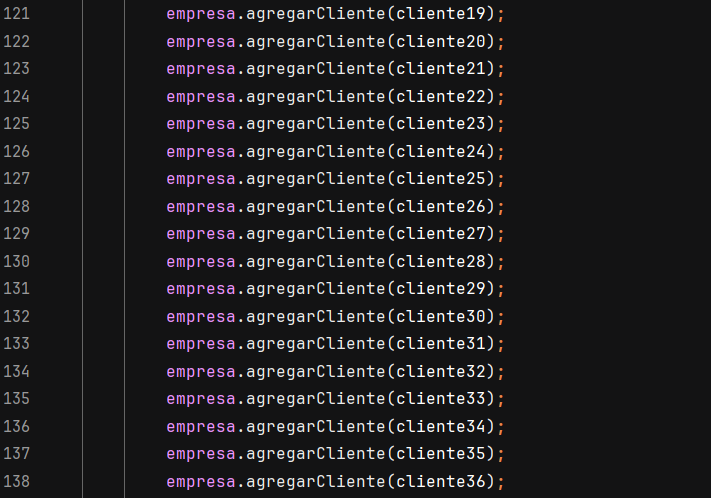 121 empresa.agregarCliente(cliente19);
122 empresa.agregarCliente(cliente20);
123 empresa.agregarCliente(cliente21);
124 empresa.agregarCliente(cliente22);
125 empresa.agregarCliente(cliente23);
126 empresa.agregarCliente(cliente24);
127 empresa.agregarCliente(cliente25);
128 empresa.agregarCliente(cliente26);
129 empresa.agregarCliente(cliente27);
130 empresa.agregarCliente(cliente28);
131 empresa.agregarCliente(cliente29);
132 empresa.agregarCliente(cliente30);
133 empresa.agregarCliente(cliente31);
134 empresa.agregarCliente(cliente32);
135 empresa.agregarCliente(cliente33);
136 empresa.agregarCliente(cliente34);
137 empresa.agregarCliente(cliente35);
138 empresa.agregarCliente(cliente36);